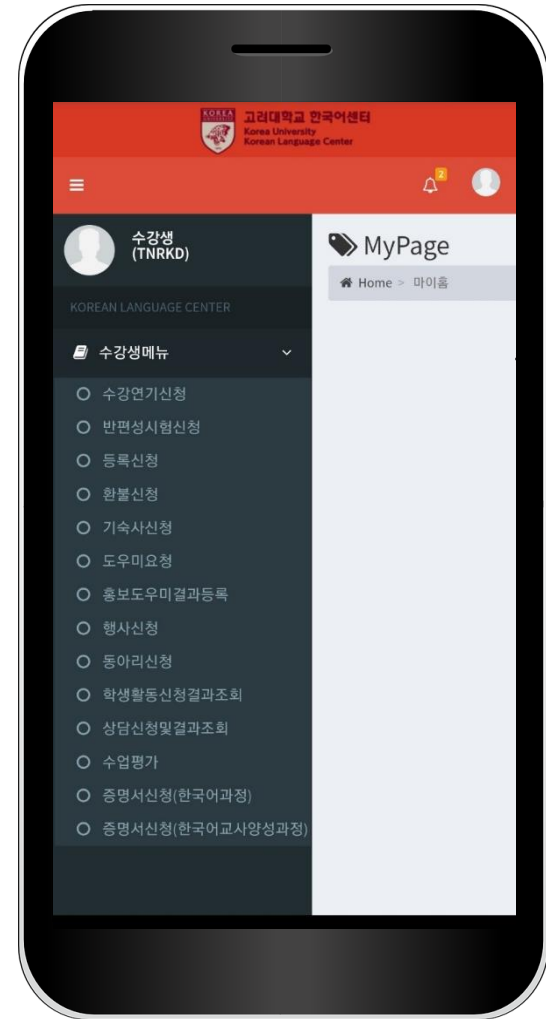 KOREA
고려대학교 한국어센터
Korea University
Korean Language Center
2
수강생
(TNRKD)
MyPage
Home > 마이홈
KOREAN LANGUAGE CENTER
수강생메뉴
수강연기신청
반편성시험신청
등록신청
환불신청
기숙사신청
도우미요청
홍보도우미결과등록
행사신청
동아리신청
학생활동신청결과조회
상담신청및결과조회
수업평가
증명서신청(한국어과정)
증명서신청(한국어교사양성과정)